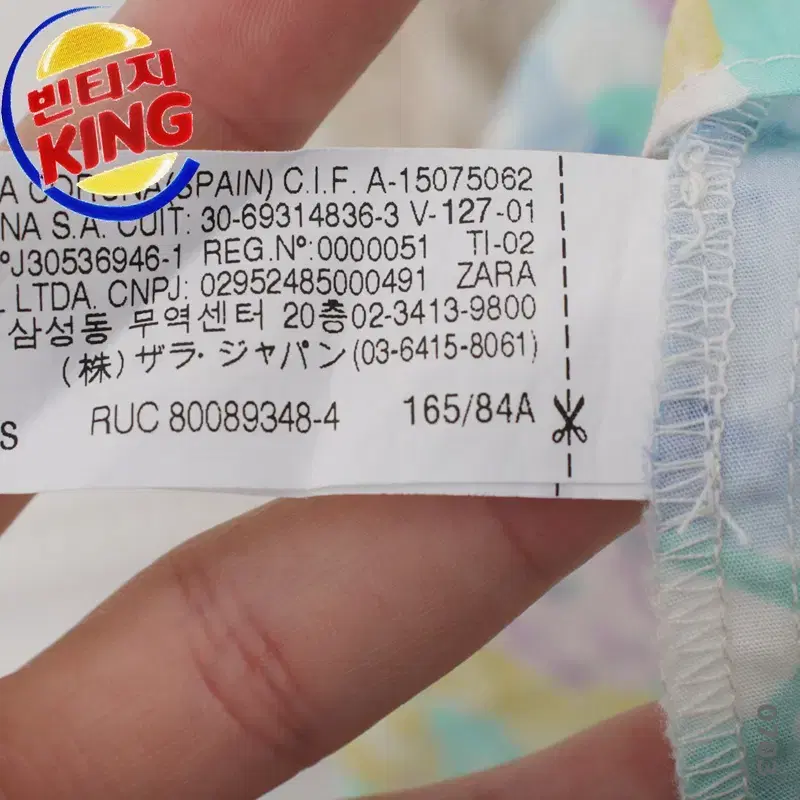 빈티지
KING
A CORUÑA (SPAIN) C.I.F. A-15075062
NA S.A. CUIT: 30-69314836-3 V-127-01
ºJ30536946-1 REG.Nº:0000051 TI-02
LTDA. CNPJ: 02952485000491 ZARA
삼성동 무역센터 20층02-3413-9800
(株) ザラ・ジャパン (03-6415-8061)
S RUC 80089348-4 165/84A